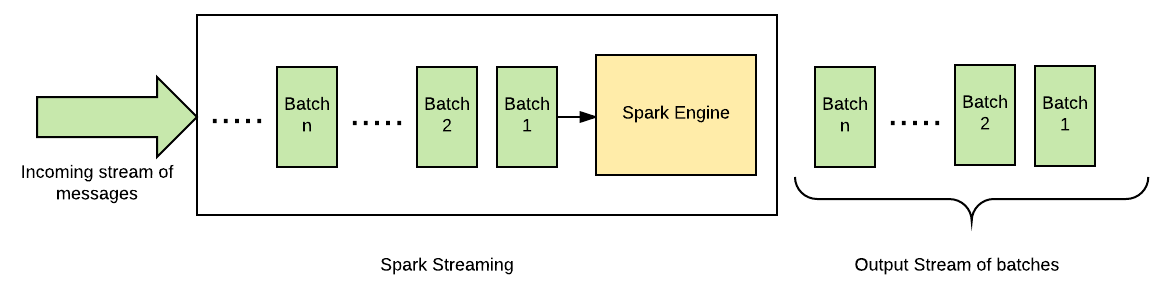 Batch
n
Batch
2
Batch
1
Spark Engine
Batch
n
Batch
2
Batch
1
Incoming stream of
messages
Spark Streaming
Output Stream of batches